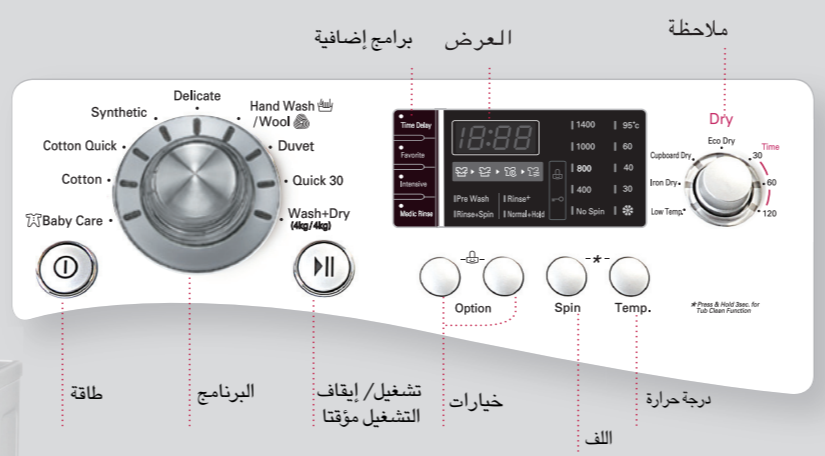 برامج إضافية
العرض
ملاحظة
Delicate
Synthetic
Hand Wash
/Wool
Cotton Quick
Duvet
Cotton
Quick 30
Baby Care
Wash+Dry
(4kg/4kg)
Time Delay
Favorite
Intensive
Medic Rinse
18:88
Pre Wash
Rinse+
Rinse+Spin
Normal+Hold
1400
95°c
1000
60
800
40
400
30
No Spin
Dry
Eco Dry
Time
Cupboard Dry
30
Iron Dry
60
Low Temp.
120
Option
Spin
*
Temp.
*Press & Hold 3sec. for
Tub Clean Function
طاقة
البرنامج
تشغيل/ إيقاف
التشغيل مؤقتا
خيارات
اللف
درجة حرارة